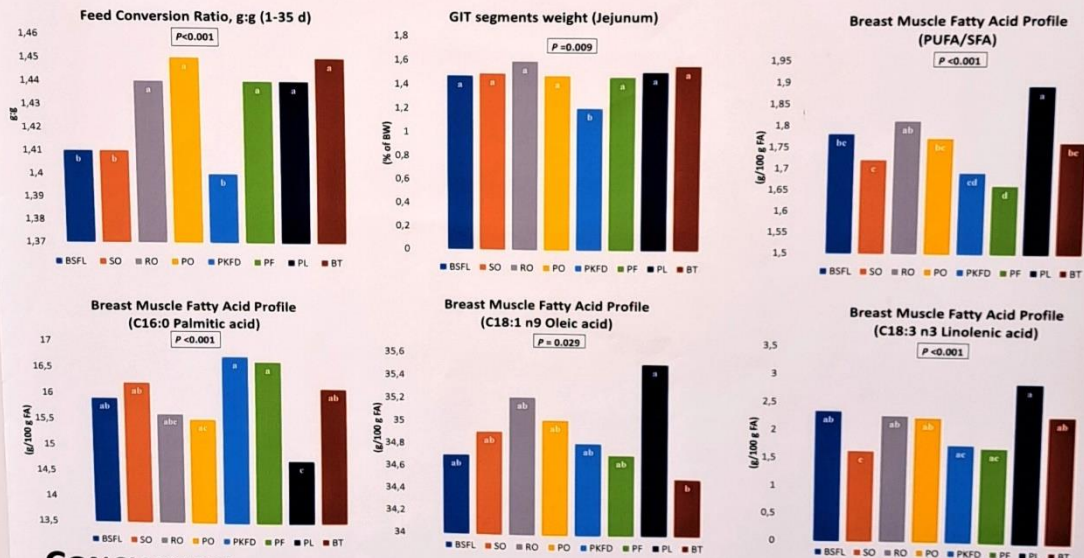 Feed Conversion Ratio, g:g (1-35 d)
P<0.001
1,46
1,45
1,44
1,43
1,42
1,41
1,4
1,39
1,38
1,37
g:g
b
b
a
a
b
a
a
a
BSFL SO RO PO PKFD PF PL BT
GIT segments weight (Jejunum)
P =0.009
1,8
1,6
1,4
1,2
1
0,8
0,6
0,4
0,2
0
(% of BW)
a
a
a
a
b
a
a
a
BSFL SO RO PO PKFD PF PL BT
Breast Muscle Fatty Acid Profile
(PUFA/SFA)
P <0.001
1,95
1,9
1,85
1,8
1,75
1,7
1,65
1,6
1,55
1,5
(g/100 g FA)
bc
c
ab
bc
cd
d
a
bc
BSFL SO RO PO PKFD PF PL BT
Breast Muscle Fatty Acid Profile
(C16:0 Palmitic acid)
P <0.001
17
16,5
16
15,5
15
14,5
14
13,5
(g/100 g FA)
ab
ab
abc
ac
a
a
c
ab
BSFL SO RO PO PKFD PF PL BT
Breast Muscle Fatty Acid Profile
(C18:1 n9 Oleic acid)
P = 0.029
35,6
35,4
35,2
35
34,8
34,6
34,4
34,2
34
(g/100 g FA)
ab
ab
ab
ab
ab
ab
a
b
BSFL SO RO PO PKFD PF PL BT
Breast Muscle Fatty Acid Profile
(C18:3 n3 Linolenic acid)
P <0.001
3,5
3
2,5
2
1,5
1
0,5
0
(g/100 g FA)
ab
c
ab
ab
ac
ac
a
ab
BSFL SO RO PO PKFD PF PL BT